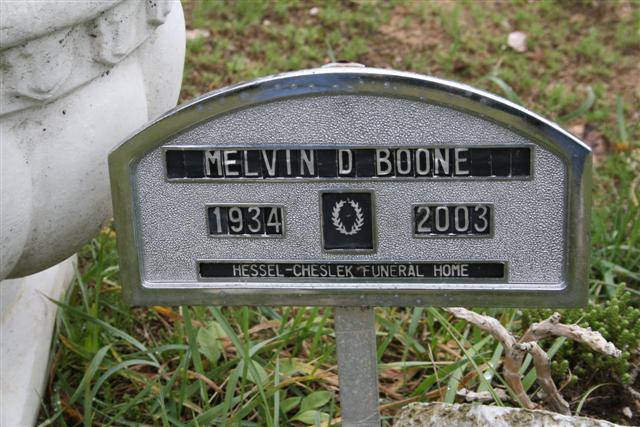 MELVIN D BOONE
1934 2003
HESSEL-CHESLEK FUNERAL HOME